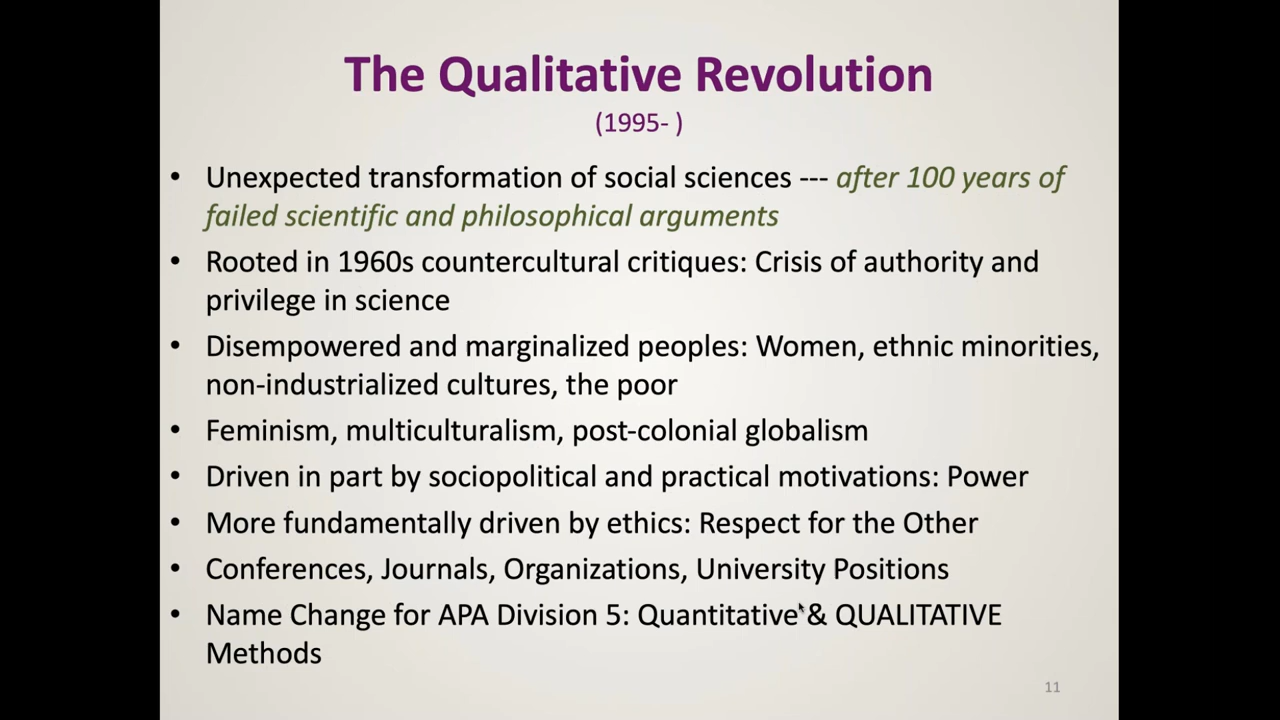 The Qualitative Revolution
(1995- )
• Unexpected transformation of social sciences --- after 100 years of
failed scientific and philosophical arguments
• Rooted in 1960s countercultural critiques: Crisis of authority and
privilege in science
• Disempowered and marginalized peoples: Women, ethnic minorities,
non-industrialized cultures, the poor
• Feminism, multiculturalism, post-colonial globalism
• Driven in part by sociopolitical and practical motivations: Power
• More fundamentally driven by ethics: Respect for the Other
• Conferences, Journals, Organizations, University Positions
• Name Change for APA Division 5: Quantitative & QUALITATIVE
Methods
11